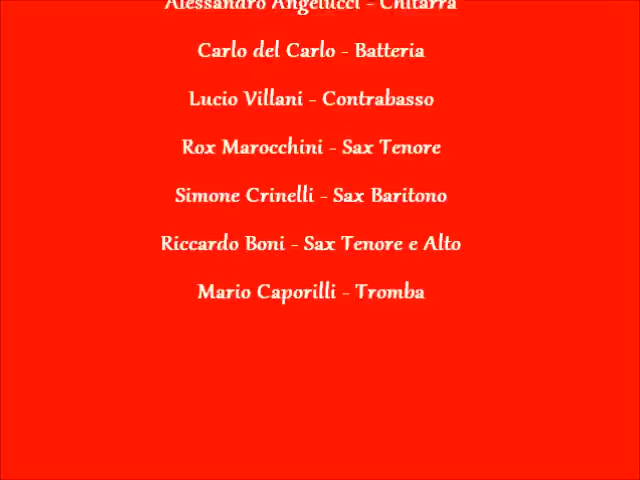 Alessandro Angelucci - Chitarra
Carlo del Carlo - Batteria
Lucio Villani - Contrabasso
Rox Marocchini - Sax Tenore
Simone Crinelli - Sax Baritono
Riccardo Boni - Sax Tenore e Alto
Mario Caporilli - Tromba